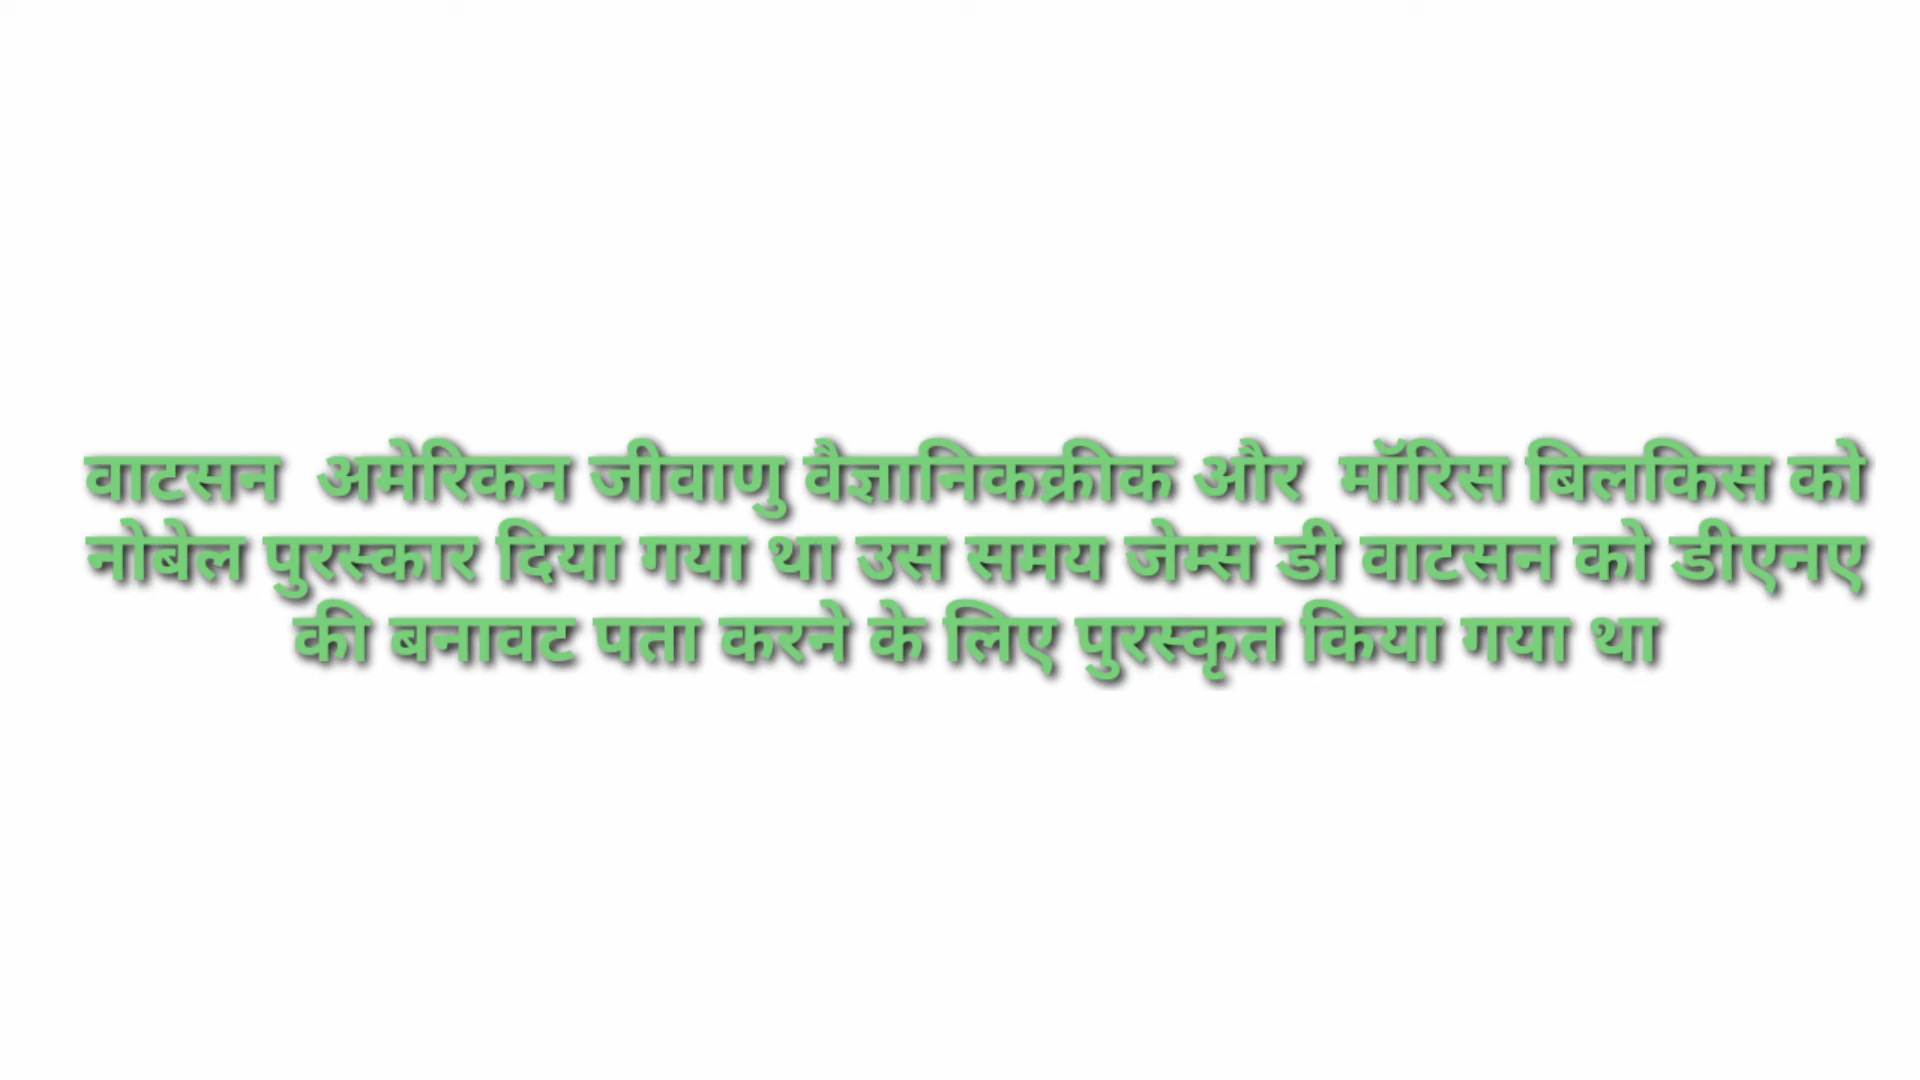 वाटसन  अमेरिकन जीवाणु वैज्ञानिकक्रीक और  मॉरिस बिलकिस को
नोबेल पुरस्कार दिया गया था उस समय जेम्स डी वाटसन को डीएनए
की बनावट पता करने के लिए पुरस्कृत किया गया था